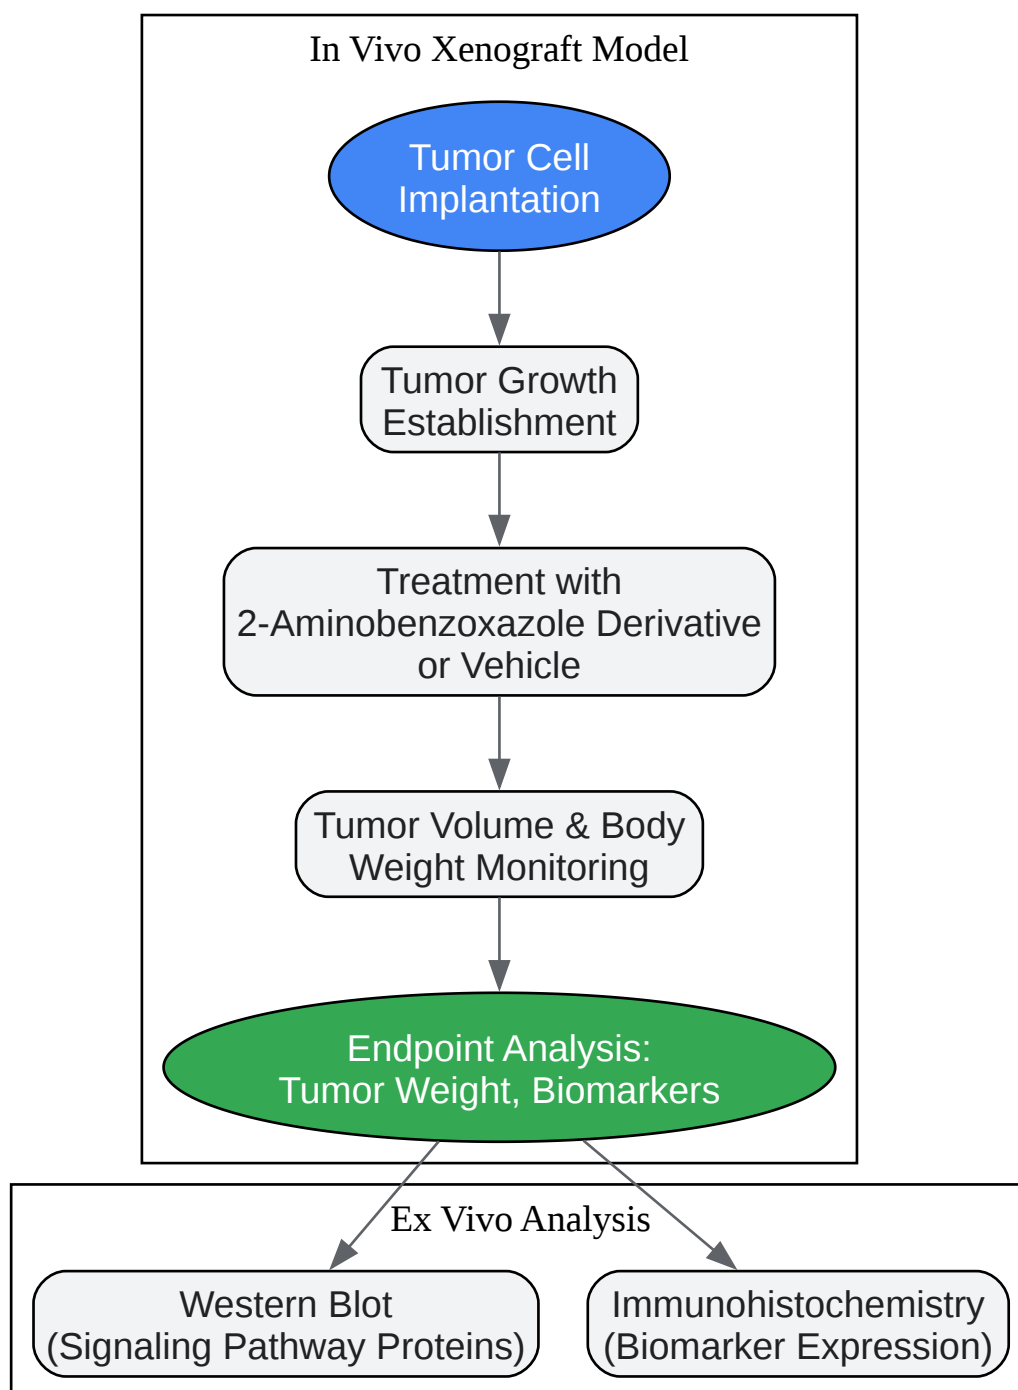 In Vivo Xenograft Model
Tumor Cell
Implantation
Tumor Growth
Establishment
Treatment with
2-Aminobenzoxazole Derivative
or Vehicle
Tumor Volume & Body
Weight Monitoring
Endpoint Analysis:
Tumor Weight, Biomarkers
Ex Vivo Analysis
Western Blot
(Signaling Pathway Proteins)
Immunohistochemistry
(Biomarker Expression)